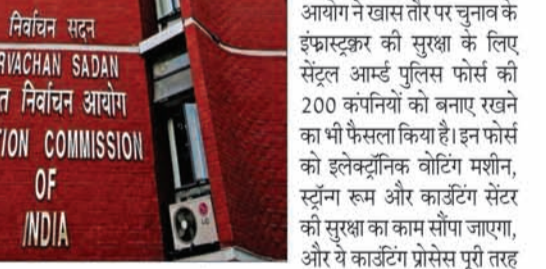 निर्वाचन सदन
RVACHAN SADAN
त निर्वाचन आयोग
ION COMMISSION
OF
INDIA
LG
आयोग ने खास तौर पर चुनाव के
इंफ्रास्ट्रक्चर की सुरक्षा के लिए
सेंट्रल आर्म्ड पुलिस फोर्स की
200 कंपनियों को बनाए रखने
का भी फैसला किया है। इन फोर्स
को इलेक्ट्रॉनिक वोटिंग मशीन,
स्ट्रॉन्ग रूम और काउंटिंग सेंटर
की सुरक्षा का काम सौंपा जाएगा,
और ये काउंटिंग प्रोसेस पूरी तरह